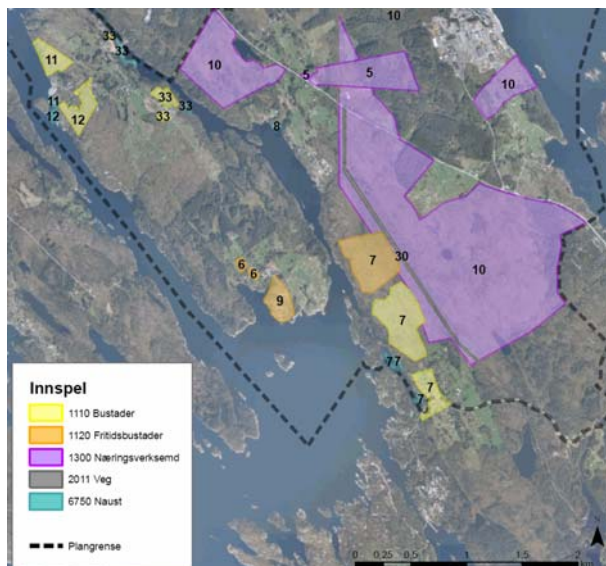 10
33
33
11
10
5
5
10
33
33
11
12
12
33
8
7
30
10
6
6
9
7
77
7
7
Innspel
1110 Bustader
1120 Fritidsbustader
1300 Næringsverksemd
2011 Veg
6750 Naust
Plangrense
N
0 0,25 0,5 1 1,5 2
km